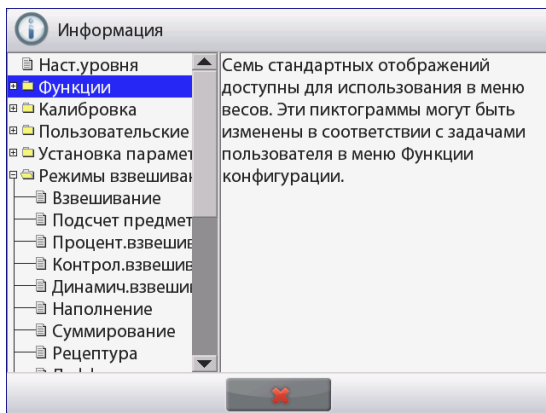 Информация
Наст.уровня
Функции
Калибровка
Пользовательские
Установка парамет
Режимы взвешиван
Взвешивание
Подсчет предмет
Процент.взвешив
Контрол.взвешив
Динамич.взвешив
Наполнение
Суммирование
Рецептура
Семь стандартных отображений
доступны для использования в меню
весов. Эти пиктограммы могут быть
изменены в соответствии с задачами
пользователя в меню Функции
конфигурации.